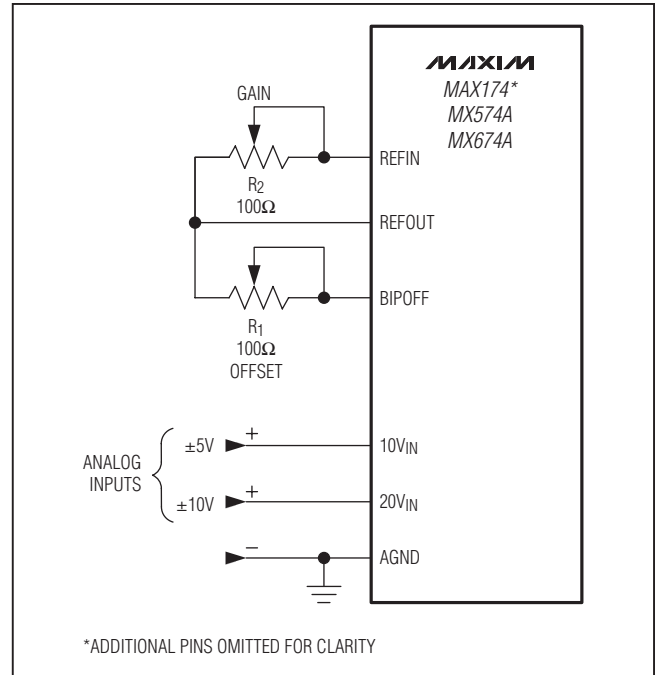 MAXIM
MAX174*
MX574A
MX674A
GAIN
REFIN
R2
100Ω
REFOUT
BIPOFF
R1
100Ω
OFFSET
±5V
+
10VIN
ANALOG
INPUTS
±10V
+
20VIN
−
AGND
*ADDITIONAL PINS OMITTED FOR CLARITY